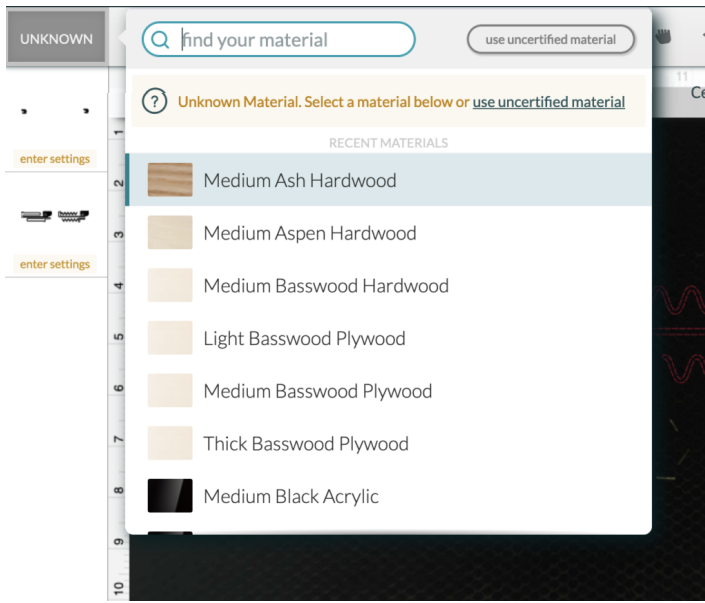 UNKNOWN
find your material
use uncertified material
11
Ce
Unknown Material. Select a material below or use uncertified material
RECENT MATERIALS
enter settings
enter settings
Medium Ash Hardwood
Medium Aspen Hardwood
Medium Basswood Hardwood
Light Basswood Plywood
Medium Basswood Plywood
Thick Basswood Plywood
Medium Black Acrylic
1
2
3
4
5
6
7
8
9
10